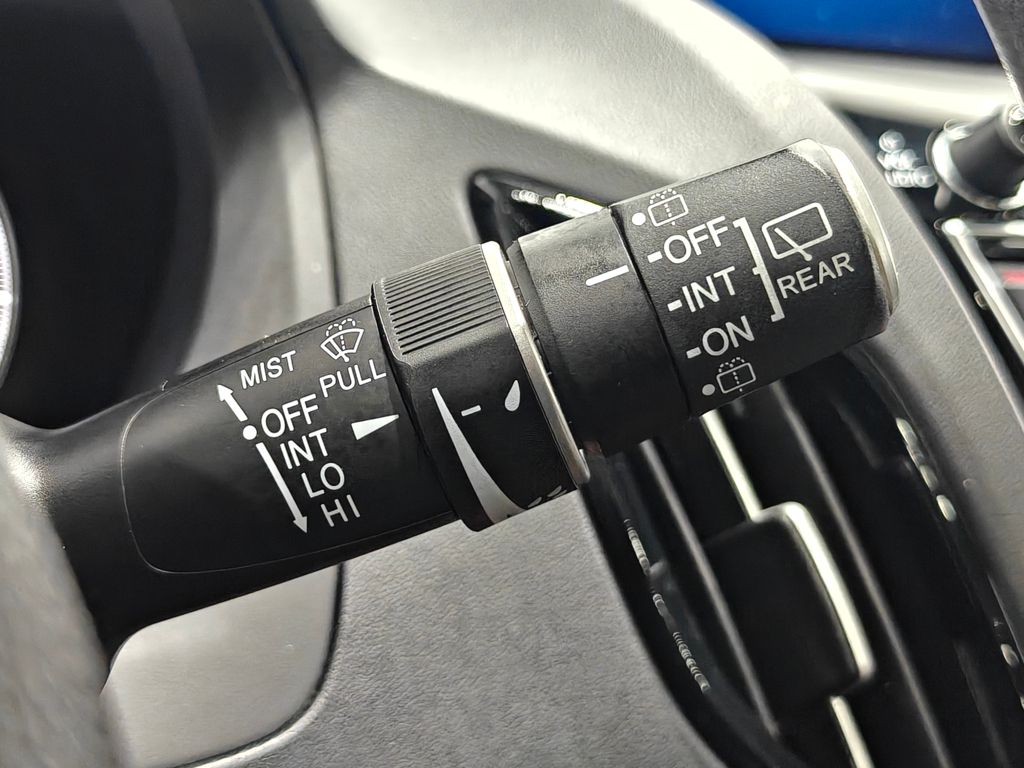 MIST
PULL
OFF
INT
LO
HI
OFF
INT
ON
REAR